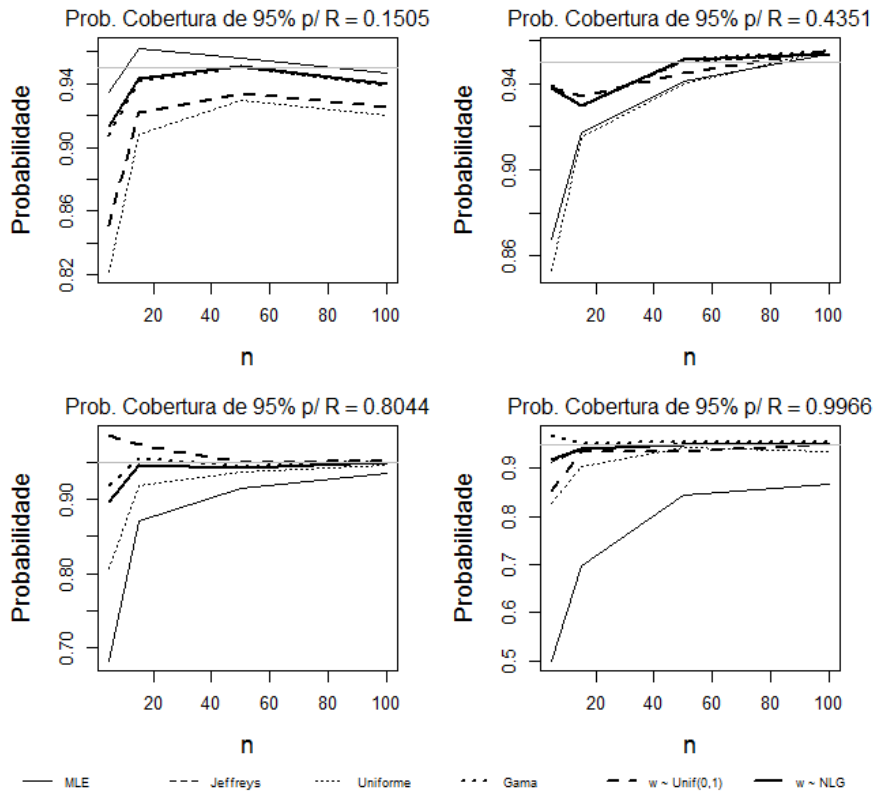 Prob. Cobertura de 95% p/ R = 0.1505
Probabilidade
0.82 0.86 0.90 0.94
20 40 60 80 100
n
Prob. Cobertura de 95% p/ R = 0.4351
Probabilidade
0.86 0.90 0.94
20 40 60 80 100
n
Prob. Cobertura de 95% p/ R = 0.8044
Probabilidade
0.70 0.80 0.90
20 40 60 80 100
n
Prob. Cobertura de 95% p/ R = 0.9966
Probabilidade
0.5 0.6 0.7 0.8 0.9
20 40 60 80 100
n
MLE Jeffreys Uniforme Gama w ~ Unif(0,1) w ~ NLG